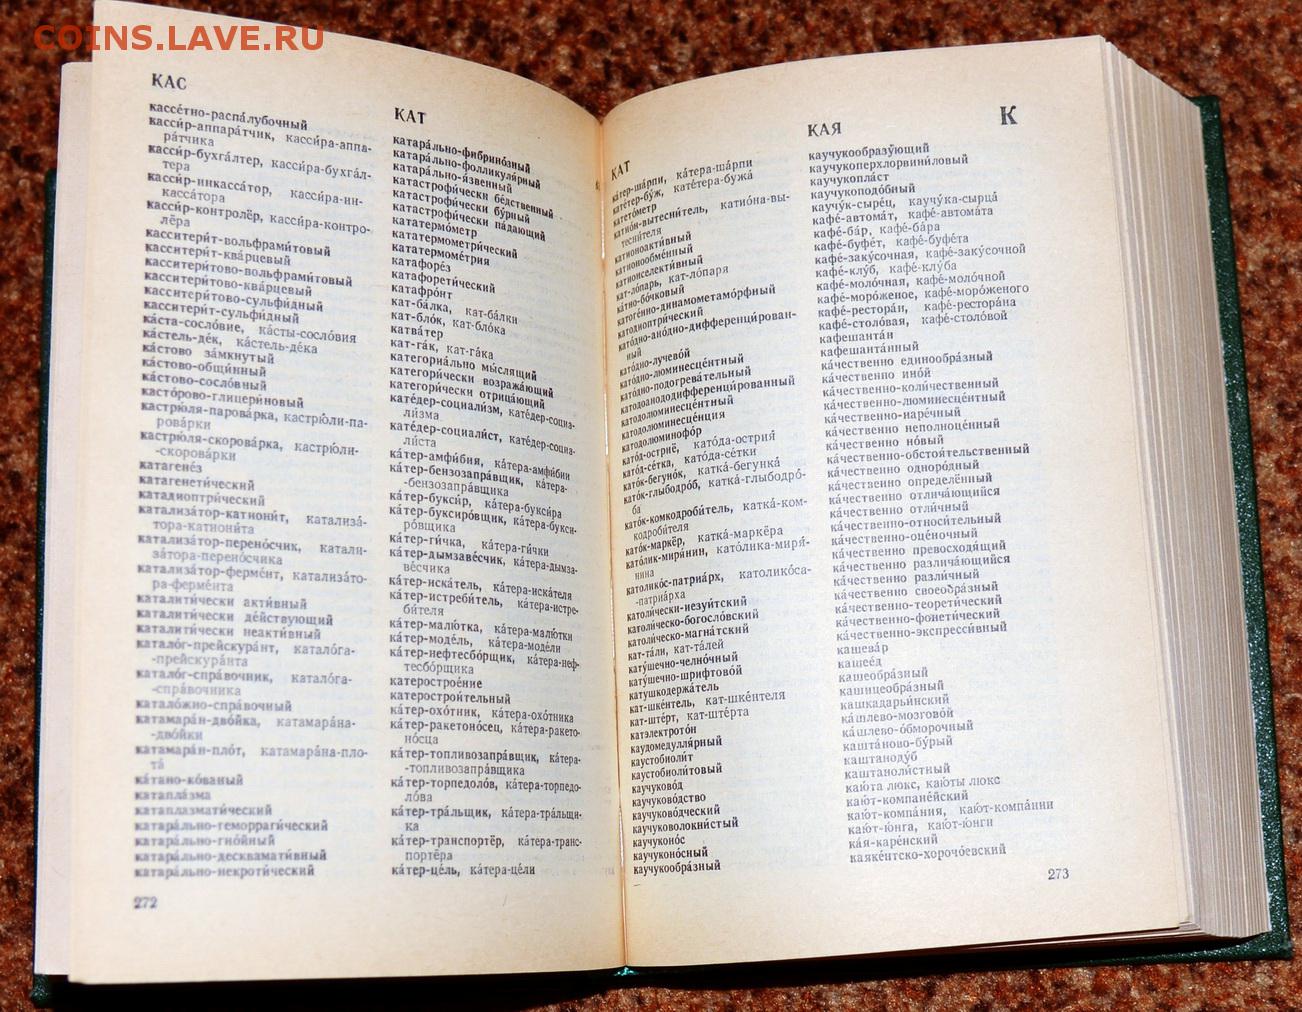 COINS.LAVE.RU
КАС
кассе́тно-распа́лубочный
касси́р-аппара́тчик, касси́ра-аппа-
ра́тчика
касси́р-бухга́лтер, касси́ра-бухга́л-
тера
касси́р-инкасса́тор, касси́ра-ин-
касса́тора
касси́р-контролёр, касси́ра-контро-
лёра
касситери́т-вольфрами́товый
касситери́т-ква́рцевый
касситери́тово-вольфрами́товый
касситери́тово-ква́рцевый
касситери́тово-сульфи́дный
касситери́т-сульфи́дный
ка́ста-сосло́вие, ка́сты-сосло́вия
ка́стель-де́к, ка́стель-де́ка
ка́стово за́мкнутый
ка́стово-общи́нный
ка́стово-сосло́вный
касто́рово-глицери́новый
кастрю́ля-парова́рка, кастрю́ли-па-
рова́рки
кастрю́ля-скорова́рка, кастрю́ли-
-скорова́рки
катагене́з
катагенети́ческий
катадиоптри́ческий
катализа́тор-катиони́т, катализа́-
тора-катиони́та
катализа́тор-перено́счик, катали-
за́тора-перено́счика
катализа́тор-ферме́нт, катализа́то-
ра-ферме́нта
каталити́чески акти́вный
каталити́чески де́йствующий
каталити́чески неакти́вный
катало́г-прейскура́нт, катало́га-
-прейскура́нта
катало́г-спра́вочник, катало́га-
-спра́вочника
катало́жно-спра́вочный
катамара́н-дво́йка, катамара́на-
-дво́йки
катамара́н-пло́т, катамара́на-пло-
та́
ка́тано-ко́ваный
катапла́зма
катаплазмати́ческий
катара́льно-геморраги́ческий
катара́льно-гно́йный
катара́льно-десквамати́вный
катара́льно-некроти́ческий
272
КАТ
катара́льно-фибрино́зный
катара́льно-фолликуля́рный
катара́льно-я́звенный
катастрофи́чески бе́дственный
катастрофи́чески бу́рный
катастрофи́чески па́дающий
кататермо́метр
кататермометри́ческий
кататермоме́трия
катафоре́з
катафорети́ческий
катафро́нт
кат-ба́лка, кат-ба́лки
кат-бло́к, кат-бло́ка
катва́тер
кат-га́к, кат-га́ка
категориа́льно мы́слящий
категори́чески возража́ющий
категори́чески отрица́ющий
кате́дер-социали́зм, кате́дер-социа-
ли́зма
кате́дер-социали́ст, кате́дер-социа-
ли́ста
ка́тер-амфи́бия, ка́тера-амфи́бии
ка́тер-бензозапра́вщик, ка́тера-
-бензозапра́вщика
ка́тер-букси́р, ка́тера-букси́ра
ка́тер-буксиро́вщик, ка́тера-букси-
ро́вщика
ка́тер-ги́чка, ка́тера-ги́чки
ка́тер-дымзаве́счик, ка́тера-дымза-
ве́счика
ка́тер-иска́тель, ка́тера-иска́теля
ка́тер-истреби́тель, ка́тера-истре-
би́теля
ка́тер-малю́тка, ка́тера-малю́тки
ка́тер-моде́ль, ка́тера-моде́ли
ка́тер-нефтесбо́рщик, ка́тера-неф-
тесбо́рщика
катерострое́ние
катерострои́тельный
ка́тер-охо́тник, ка́тера-охо́тника
ка́тер-ракетоно́сец, ка́тера-ракето-
но́сца
ка́тер-топливозапра́вщик, ка́тера-
-топливозапра́вщика
ка́тер-торпедоло́в, ка́тера-торпедо-
ло́ва
ка́тер-тра́льщик, ка́тера-тра́льщи-
ка
ка́тер-транспортёр, ка́тера-транс-
портёра
ка́тер-це́ль, ка́тера-це́ли
КАТ
ка́тер-ша́рпи, ка́тера-ша́рпи
кате́тер-бу́ж, кате́тера-бужа́
катето́метр
катио́н-вытесни́тель, катио́на-вы-
тесни́теля
катионоакти́вный
катионообме́нный
катионселекти́вный
кат-ло́парь, кат-ло́паря
ка́тно-бо́чковый
катоге́нно-динамометамо́рфный
катодиоптри́ческий
като́дно-ано́дно-дифференци́рован-
ный
като́дно-лучево́й
като́дно-люминесце́нтный
като́дно-подогрева́тельный
катодоанододифференци́рованный
катодолюминесце́нтный
катодолюминесце́нция
катодолюминофо́р
като́д-остриё, като́да-острия́
като́д-се́тка, като́да-се́тки
като́к-бегуно́к, катка́-бегунка́
като́к-глыбодро́б, катка́-глыбодро́-
ба
като́к-комкодроби́тель, катка́-ком-
кодроби́теля
като́к-маркёр, катка́-маркёра
като́лик-миря́нин, като́лика-миря́-
нина
католико́с-патриа́рх, католико́са-
-патриа́рха
католи́чески-иезуи́тский
католи́ческо-богосло́вский
католи́ческо-магна́тский
кат-та́ли, кат-та́лей
кату́шечно-челно́чный
кату́шечно-шрифтово́й
катушкодержа́тель
кат-шке́нтель, кат-шке́нтеля
кат-ште́рт, кат-ште́рта
катэлектрото́н
каудомедулля́рный
каустобиоли́т
каустобиоли́товый
каучуково́д
каучуково́дство
каучуково́дческий
каучуководокни́стый
каучуконо́с
каучуконо́сный
каучукообра́зный
КАЯ
К
каучукообразу́ющий
каучукоперхлорвини́ловый
каучукопла́ст
каучукоподо́бный
каучу́к-сыре́ц, каучу́ка-сырца́
кафе́-автома́т, кафе́-автома́та
кафе́-ба́р, кафе́-ба́ра
кафе́-буфе́т, кафе́-буфе́та
кафе́-заку́сочная, кафе́-заку́сочной
кафе́-клу́б, кафе́-клу́ба
кафе́-моло́чная, кафе́-моло́чной
кафе́-моро́женое, кафе́-моро́женого
кафе́-рестора́н, кафе́-рестора́на
кафе́-столо́вая, кафе́-столо́вой
кафешанта́н
кафешанта́нный
ка́чественно единообра́зный
ка́чественно ино́й
ка́чественно-коли́чественный
ка́чественно-люминесце́нтный
ка́чественно-наре́чный
ка́чественно неполноце́нный
ка́чественно но́вый
ка́чественно-обстоя́тельственный
ка́чественно одноро́дный
ка́чественно определённый
ка́чественно отлича́ющийся
ка́чественно отли́чный
ка́чественно-относи́тельный
ка́чественно-оце́ночный
ка́чественно превосходя́щий
ка́чественно различа́ющийся
ка́чественно разли́чный
ка́чественно своеобра́зный
ка́чественно-теорети́ческий
ка́чественно-фонети́ческий
ка́чественно-экспресси́вный
кашева́р
кашее́д
кашеобра́зный
кашицеобра́зный
кашкадарьи́нский
ка́шлево-мозгово́й
ка́шлево-о́бморочный
кашта́ново-бу́рый
каштаноду́б
каштаноли́стный
каю́та люкс, каю́ты люкс
каю́т-компане́йский
каю́т-компа́ния, каю́т-компа́нии
каю́т-ю́нга, каю́т-ю́нги
ка́я-каре́нский
каяке́нтско-хорочо́евский
273